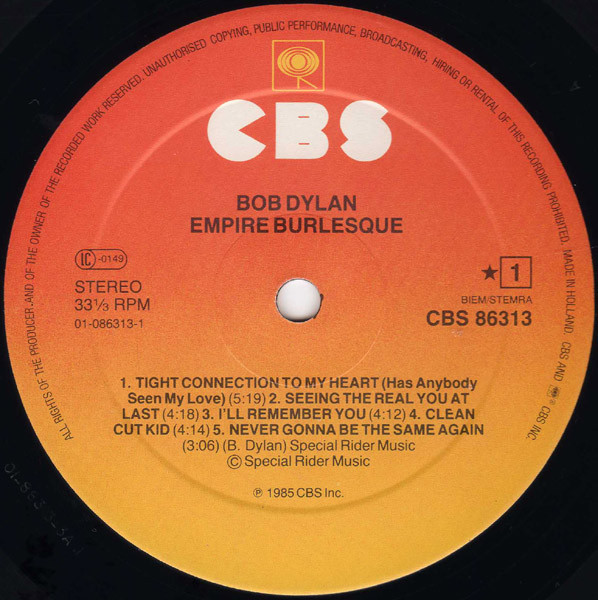 ALL RIGHTS OF THE PRODUCER AND OF THE OWNER OF THE RECORDED WORK RESERVED. UNAUTHORISED COPYING, PUBLIC PERFORMANCE, BROADCASTING, HIRING OR RENTAL OF THIS RECORDING PROHIBITED. MADE IN HOLLAND. CBS AND ® CBS INC.
CBS
BOB DYLAN
EMPIRE BURLESQUE
IC -0149
STEREO
33⅓ RPM
01-086313-1
★ 1
BIEM/STEMRA
CBS 86313
1. TIGHT CONNECTION TO MY HEART (Has Anybody
Seen My Love) (5:19) 2. SEEING THE REAL YOU AT
LAST (4:18) 3. I'LL REMEMBER YOU (4:12) 4. CLEAN
CUT KID (4:14) 5. NEVER GONNA BE THE SAME AGAIN
(3:06) (B. Dylan) Special Rider Music
© Special Rider Music
℗ 1985 CBS Inc.